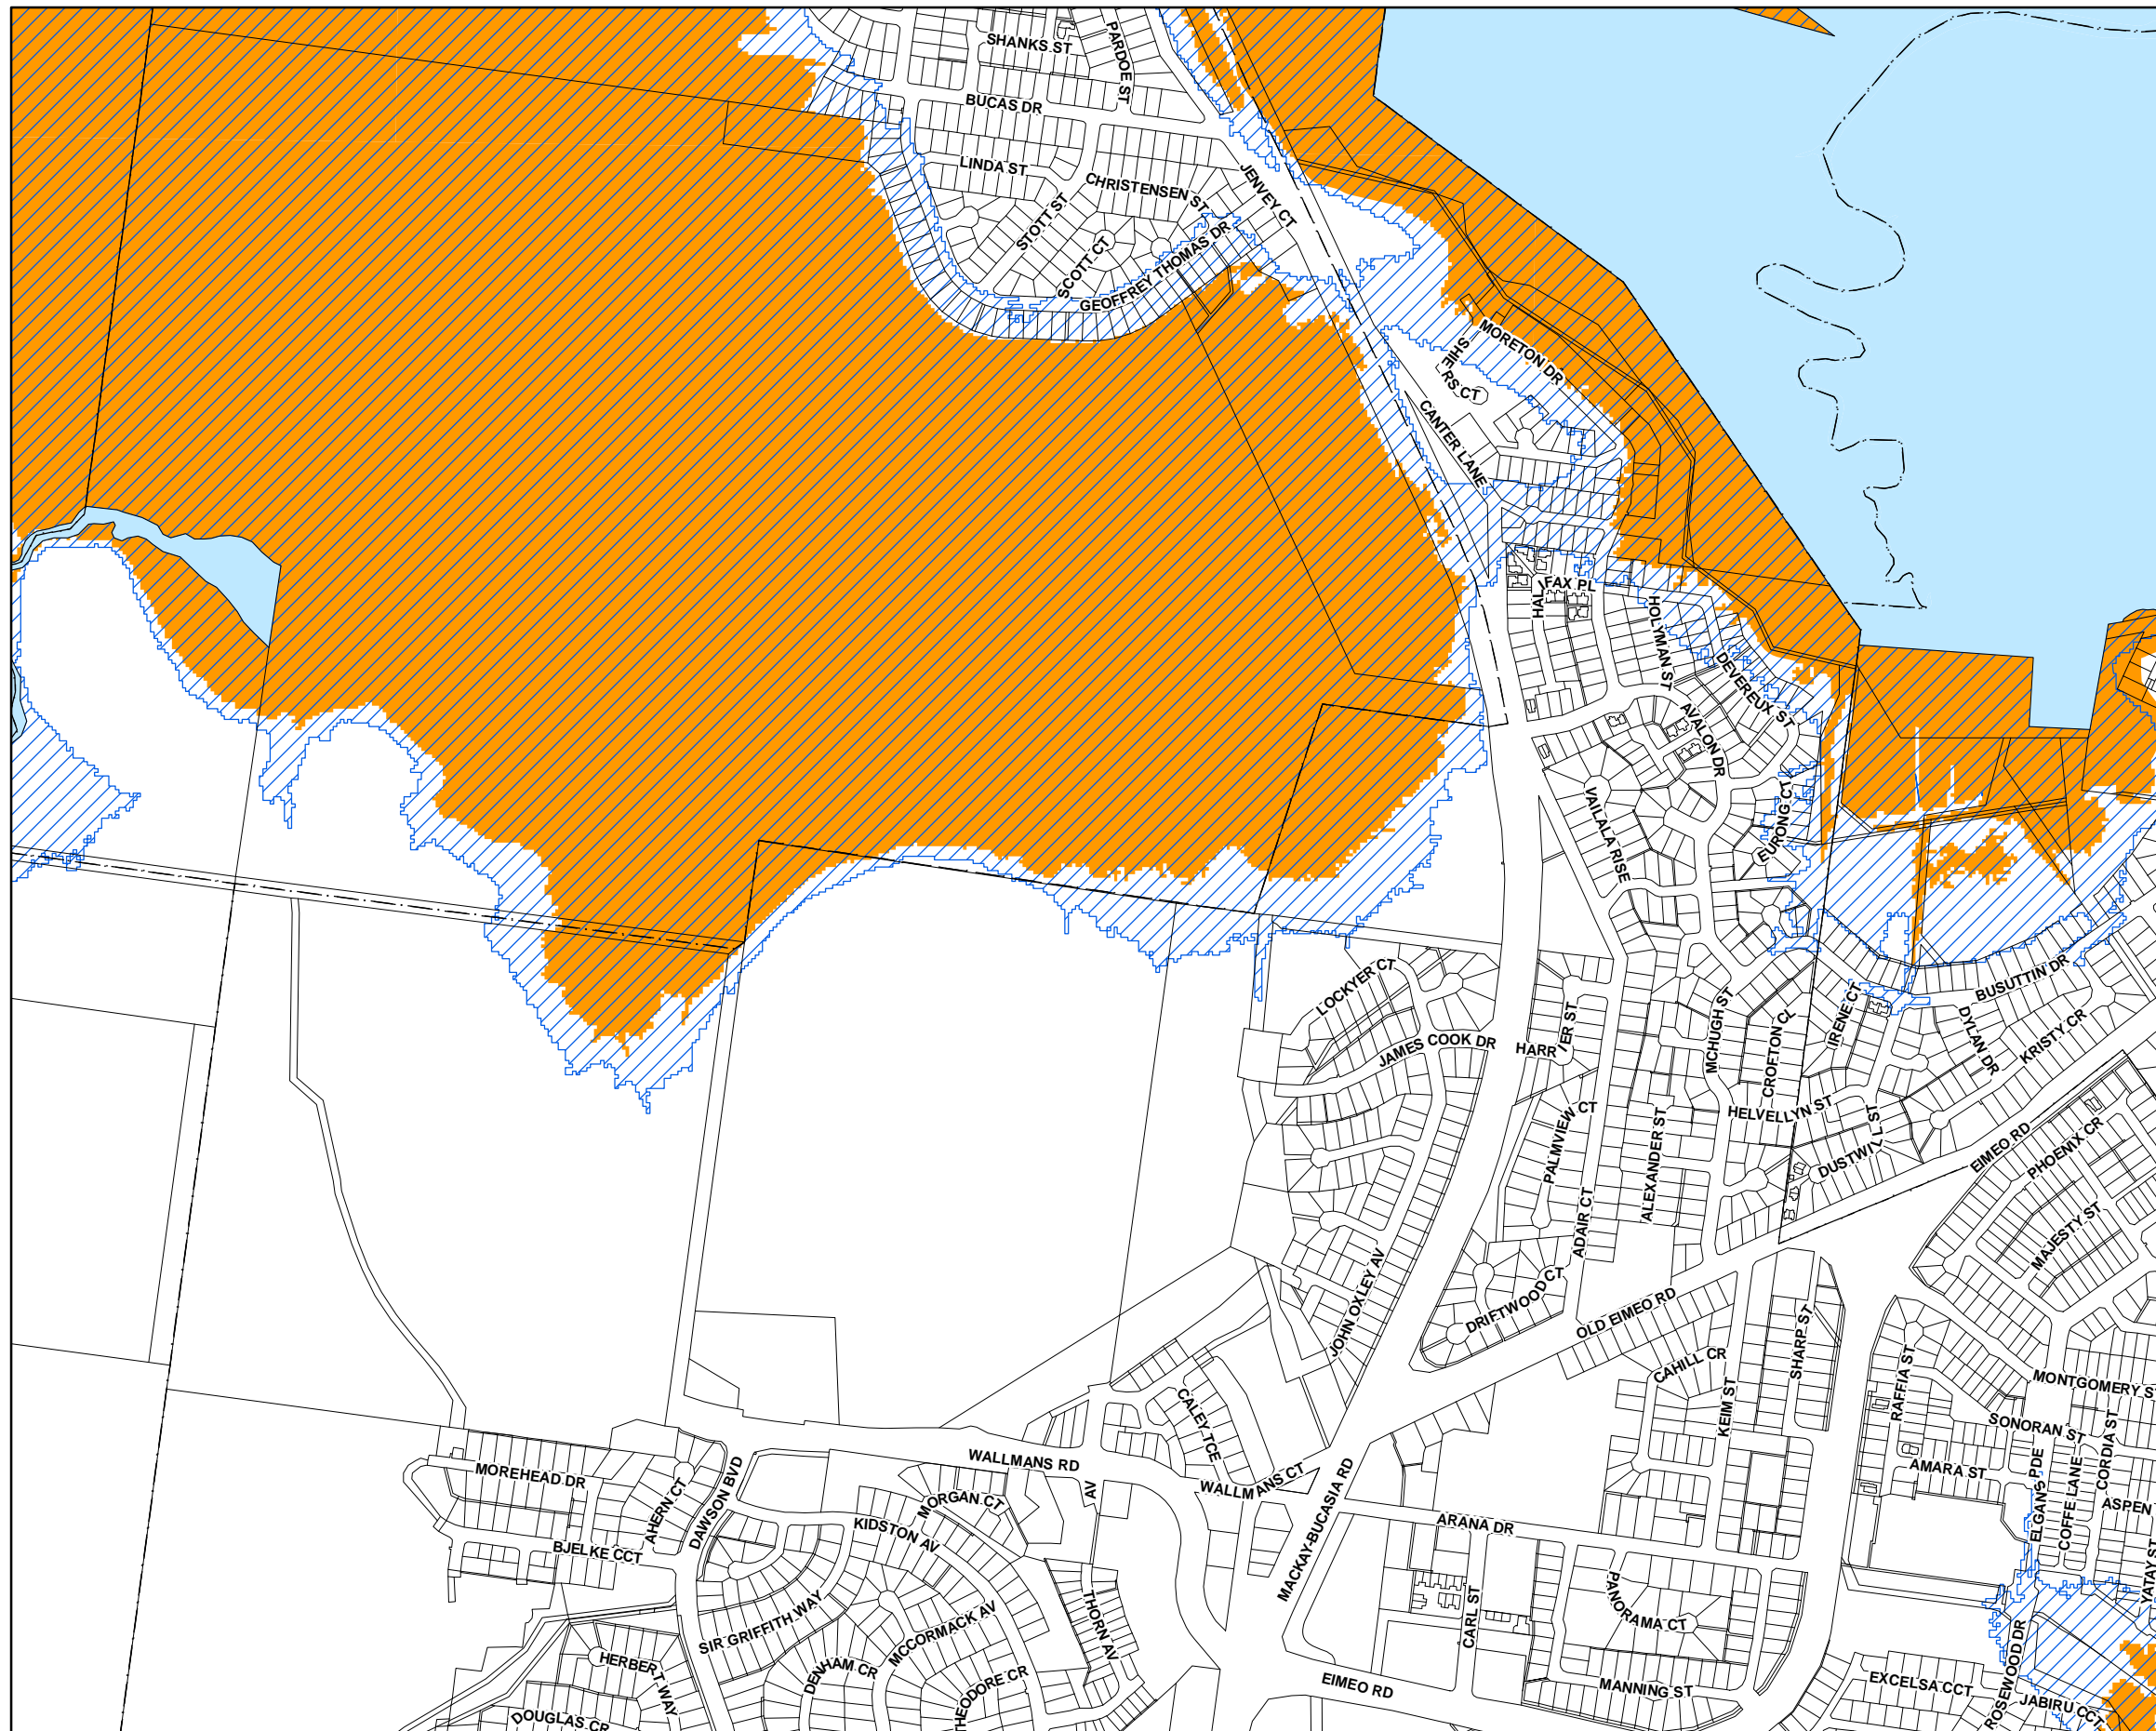 SHANKS ST
PARDOE ST
BUCAS DR
LINDA ST
CHRISTENSEN ST
JENVEY CT
STOTT ST
SCOTT CT
GEOFFREY THOMAS DR
MORETON DR
SHIERS CT
CANTER LANE
HALIFAX PL
HOLYMAN ST
DEVEREUX ST
AVALON DR
VAILALA RISE
EURONG CT
LOCKYER CT
JAMES COOK DR
HARRIER ST
MCHUGH ST
CROFTON CL
IRENE CT
BUSUTTIN DR
DYLAN DR
KRISTY CR
PALMVIEW CT
ALEXANDER ST
HELVELLYN ST
DUSTWILL ST
EIMEO RD
PHOENIX CR
MAJESTY ST
ADAIR CT
JOHN OXLEY AV
DRIFTWOOD CT
OLD EIMEO RD
CAHILL CR
SHARP ST
KEIM ST
RAFFIA ST
MONTGOMERY S
SONORAN ST
CORDIA ST
AMARA ST
ELGANS PDE
COFFE LANE
ASPEN
YATAY ST
CALEY TCE
WALLMANS RD
WALLMANS CT
AV
MOREHEAD DR
AHERN CT
DAWSON BVD
MORGAN CT
KIDSTON AV
BJELKE CCT
MACKAY-BUCASIA RD
ARANA DR
CARL ST
PANORAMA CT
THORN AV
SIR GRIFFITH WAY
MCCORMACK AV
DENHAM CR
THEODORE CR
HERBERT WAY
DOUGLAS CR
EIMEO RD
MANNING ST
EXCELSA CCT
ROSEWOOD DR
JABIRU CCT